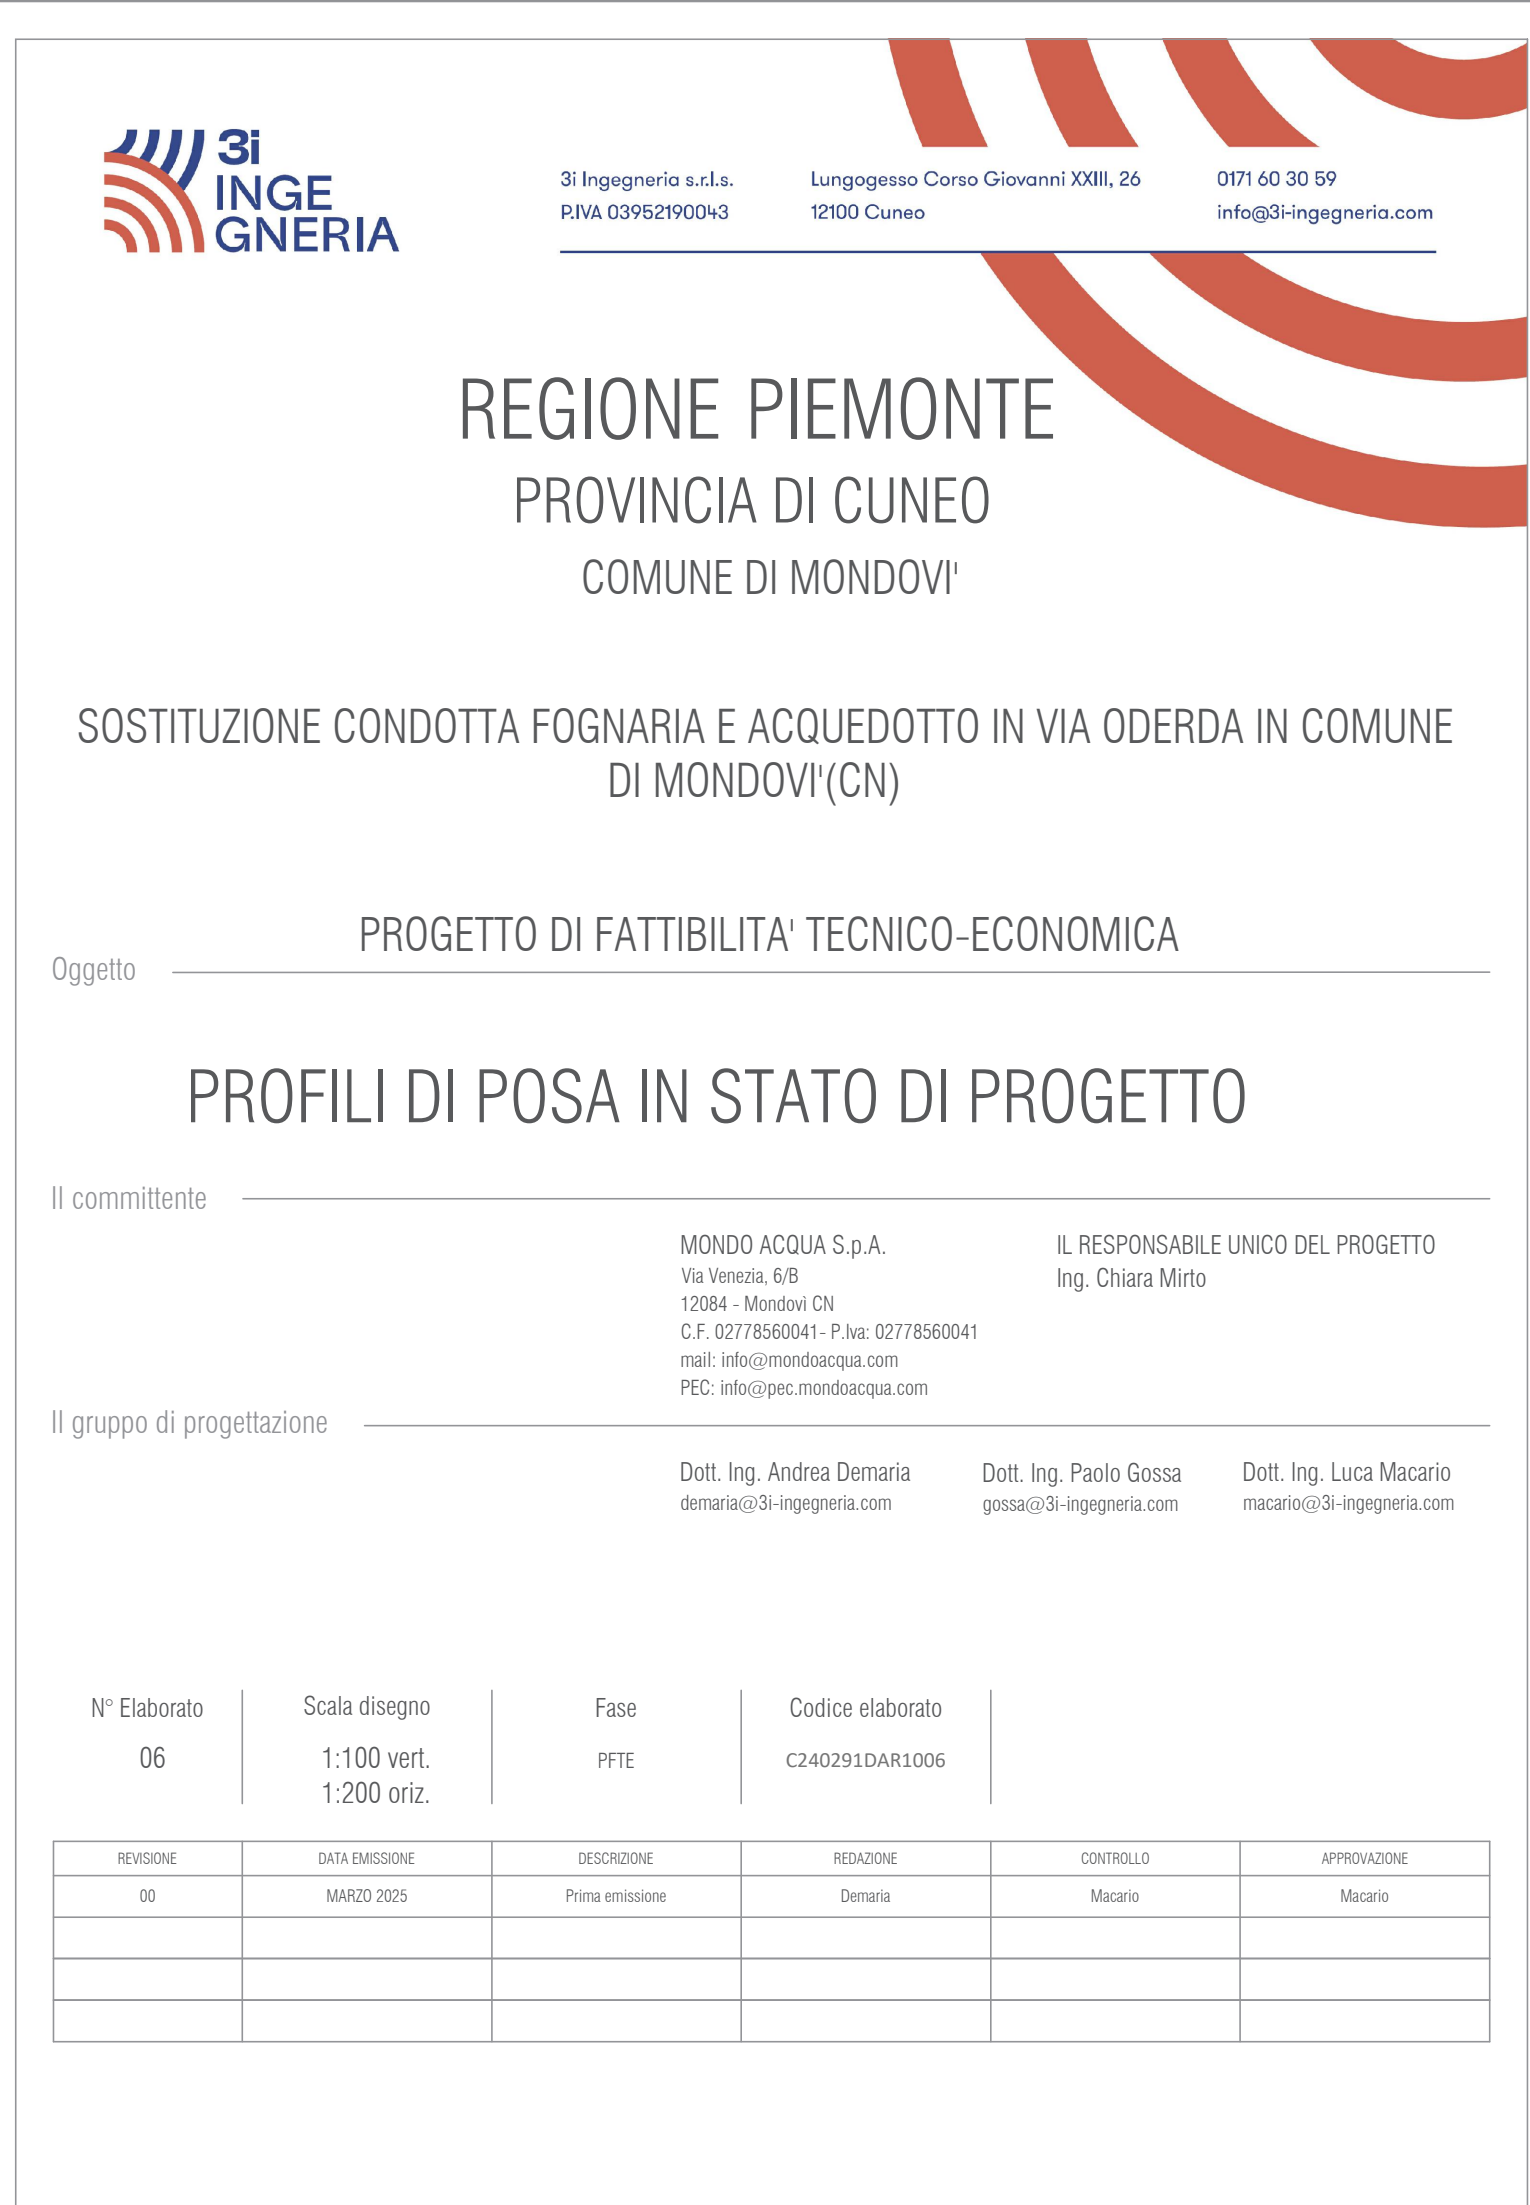 3i
INGE
GNERIA
3i Ingegneria s.r.l.s.
P.IVA 03952190043
Lungogesso Corso Giovanni XXIII, 26
12100 Cuneo
0171 60 30 59
info@3i-ingegneria.com
REGIONE PIEMONTE
PROVINCIA DI CUNEO
COMUNE DI MONDOVI'
SOSTITUZIONE CONDOTTA FOGNARIA E ACQUEDOTTO IN VIA ODERDA IN COMUNE
DI MONDOVI'(CN)
PROGETTO DI FATTIBILITA' TECNICO-ECONOMICA
Oggetto
PROFILI DI POSA IN STATO DI PROGETTO
Il committente
MONDO ACQUA S.p.A.
Via Venezia, 6/B
12084 - Mondovì CN
C.F. 02778560041- P.Iva: 02778560041
mail: info@mondoacqua.com
PEC: info@pec.mondoacqua.com
IL RESPONSABILE UNICO DEL PROGETTO
Ing. Chiara Mirto
Il gruppo di progettazione
Dott. Ing. Andrea Demaria
demaria@3i-ingegneria.com
Dott. Ing. Paolo Gossa
gossa@3i-ingegneria.com
Dott. Ing. Luca Macario
macario@3i-ingegneria.com
N° Elaborato
06
Scala disegno
1:100 vert.
1:200 oriz.
Fase
PFTE
Codice elaborato
C240291DAR1006
REVISIONE DATA EMISSIONE DESCRIZIONE REDAZIONE CONTROLLO APPROVAZIONE
00 MARZO 2025 Prima emissione Demaria Macario Macario